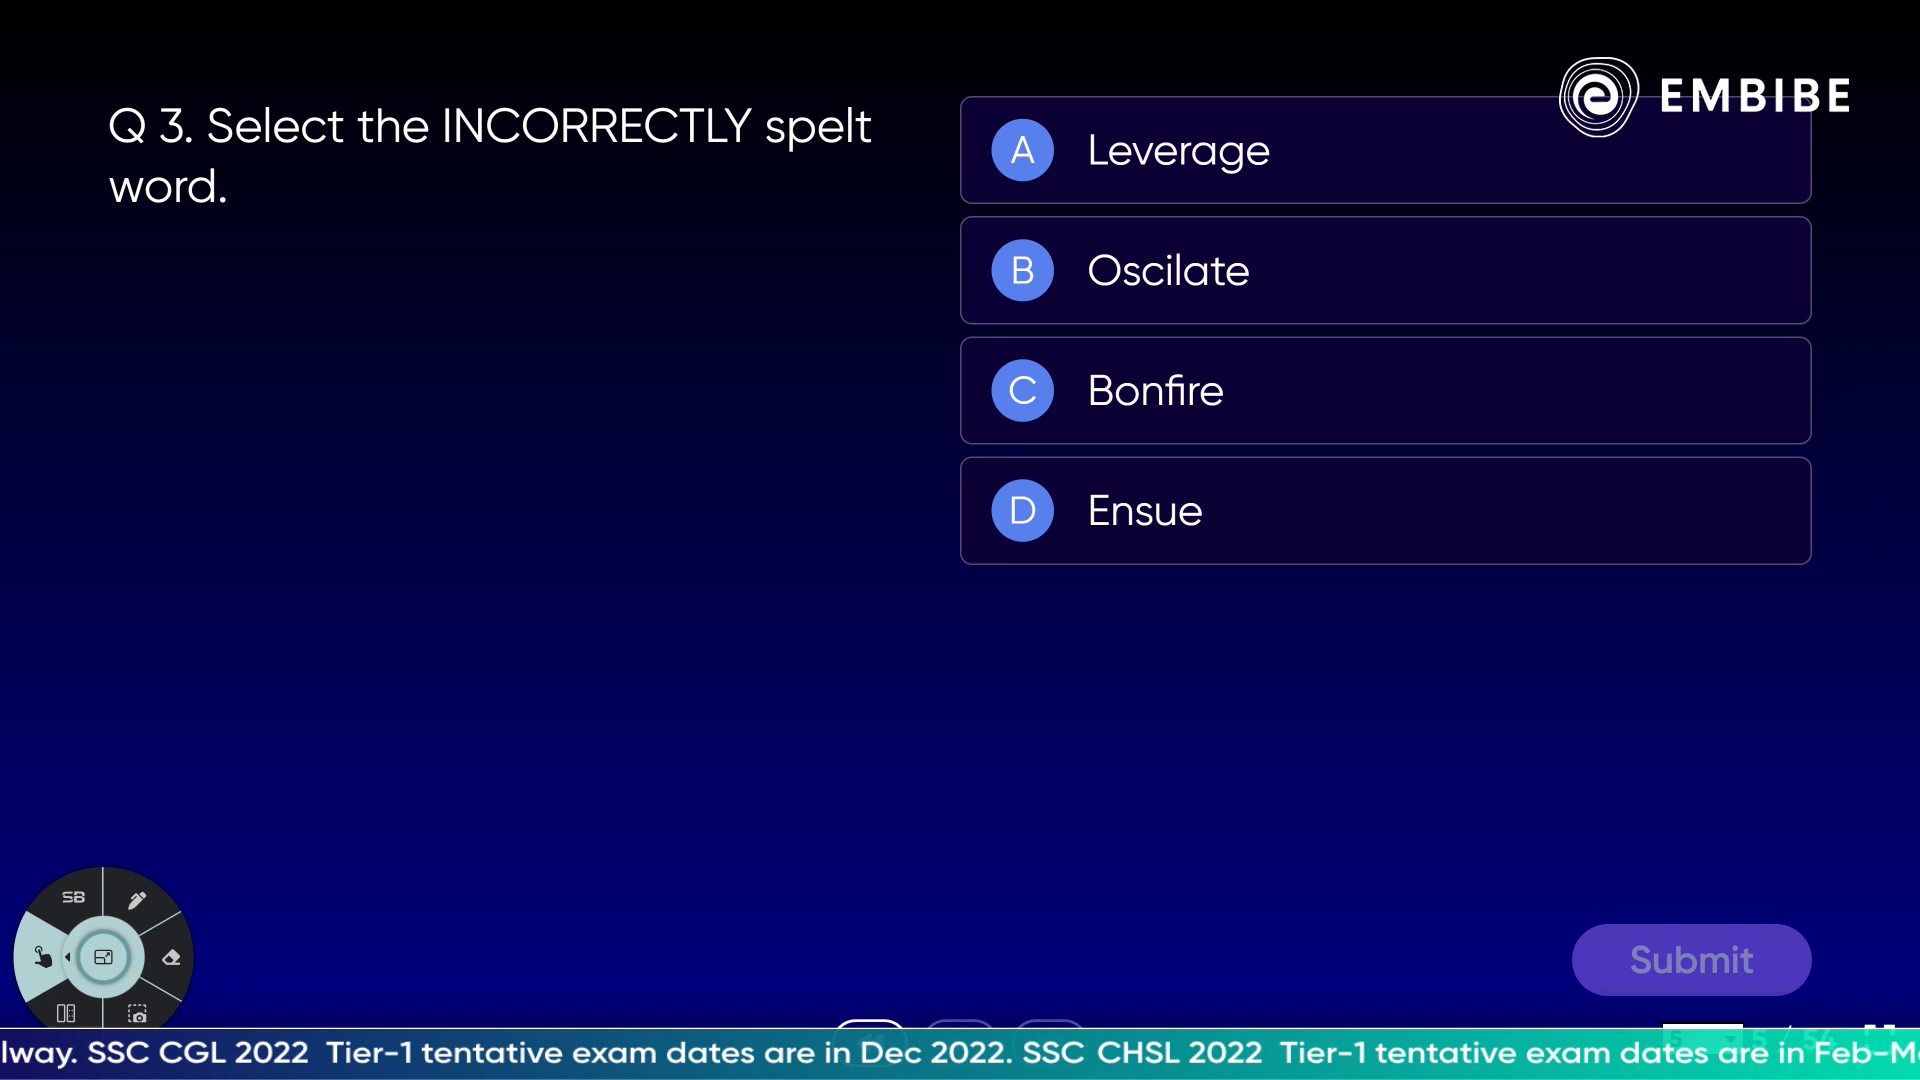 EMBIBE
Q 3. Select the INCORRECTLY spelt
word.
A Leverage
B Oscilate
C Bonfire
D Ensue
SB
Submit
lway. SSC CGL 2022 Tier-1 tentative exam dates are in Dec 2022. SSC CHSL 2022 Tier-1 tentative exam dates are in Feb-M